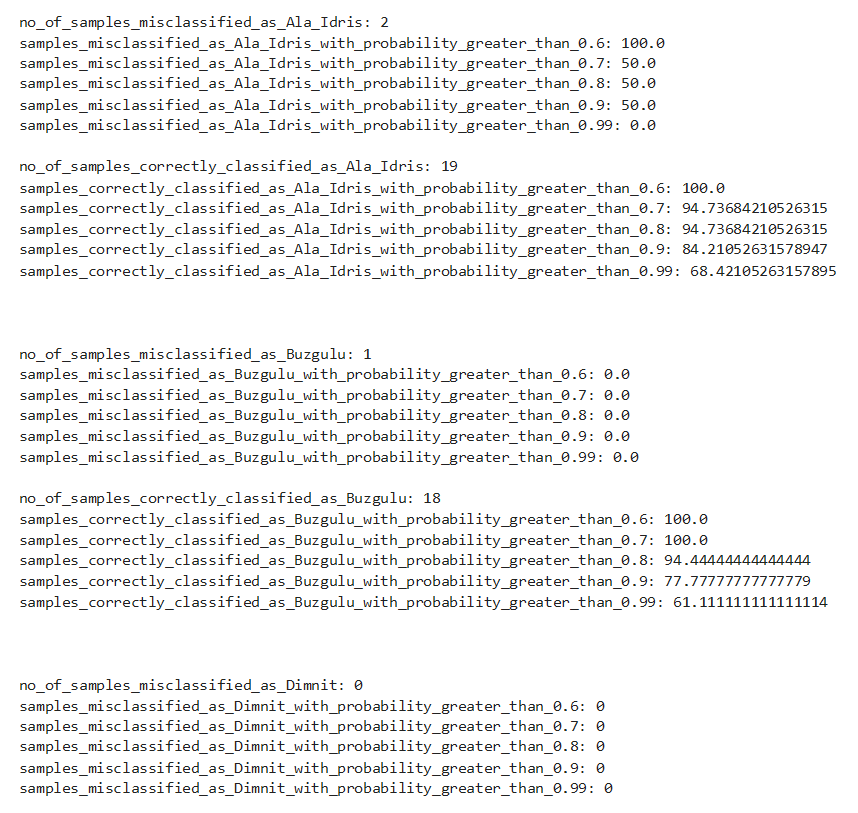 no_of_samples_misclassified_as_Ala_Idris: 2
samples_misclassified_as_Ala_Idris_with_probability_greater_than_0.6: 100.0
samples_misclassified_as_Ala_Idris_with_probability_greater_than_0.7: 50.0
samples_misclassified_as_Ala_Idris_with_probability_greater_than_0.8: 50.0
samples_misclassified_as_Ala_Idris_with_probability_greater_than_0.9: 50.0
samples_misclassified_as_Ala_Idris_with_probability_greater_than_0.99: 0.0

no_of_samples_correctly_classified_as_Ala_Idris: 19
samples_correctly_classified_as_Ala_Idris_with_probability_greater_than_0.6: 100.0
samples_correctly_classified_as_Ala_Idris_with_probability_greater_than_0.7: 94.73684210526315
samples_correctly_classified_as_Ala_Idris_with_probability_greater_than_0.8: 94.73684210526315
samples_correctly_classified_as_Ala_Idris_with_probability_greater_than_0.9: 84.21052631578947
samples_correctly_classified_as_Ala_Idris_with_probability_greater_than_0.99: 68.42105263157895

no_of_samples_misclassified_as_Buzgulu: 1
samples_misclassified_as_Buzgulu_with_probability_greater_than_0.6: 0.0
samples_misclassified_as_Buzgulu_with_probability_greater_than_0.7: 0.0
samples_misclassified_as_Buzgulu_with_probability_greater_than_0.8: 0.0
samples_misclassified_as_Buzgulu_with_probability_greater_than_0.9: 0.0
samples_misclassified_as_Buzgulu_with_probability_greater_than_0.99: 0.0

no_of_samples_correctly_classified_as_Buzgulu: 18
samples_correctly_classified_as_Buzgulu_with_probability_greater_than_0.6: 100.0
samples_correctly_classified_as_Buzgulu_with_probability_greater_than_0.7: 100.0
samples_correctly_classified_as_Buzgulu_with_probability_greater_than_0.8: 94.44444444444444
samples_correctly_classified_as_Buzgulu_with_probability_greater_than_0.9: 77.77777777777779
samples_correctly_classified_as_Buzgulu_with_probability_greater_than_0.99: 61.111111111111114

no_of_samples_misclassified_as_Dimnit: 0
samples_misclassified_as_Dimnit_with_probability_greater_than_0.6: 0
samples_misclassified_as_Dimnit_with_probability_greater_than_0.7: 0
samples_misclassified_as_Dimnit_with_probability_greater_than_0.8: 0
samples_misclassified_as_Dimnit_with_probability_greater_than_0.9: 0
samples_misclassified_as_Dimnit_with_probability_greater_than_0.99: 0